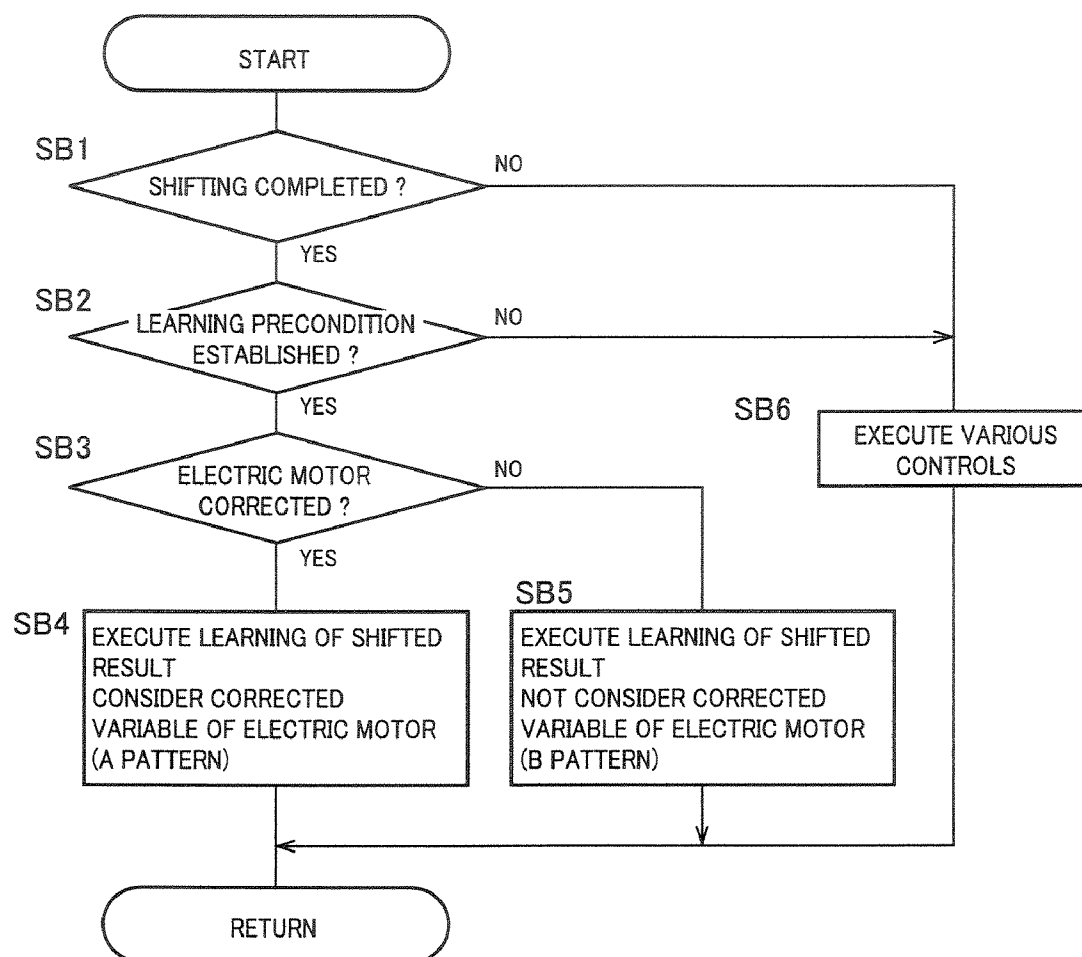 START
SB1
SHIFTING COMPLETED ?
NO
YES
SB2
LEARNING PRECONDITION
ESTABLISHED ?
NO
YES
SB3
ELECTRIC MOTOR
CORRECTED ?
NO
YES
SB6
EXECUTE VARIOUS
CONTROLS
SB4
EXECUTE LEARNING OF SHIFTED
RESULT
CONSIDER CORRECTED
VARIABLE OF ELECTRIC MOTOR
(A PATTERN)
SB5
EXECUTE LEARNING OF SHIFTED
RESULT
NOT CONSIDER CORRECTED
VARIABLE OF ELECTRIC MOTOR
(B PATTERN)
RETURN